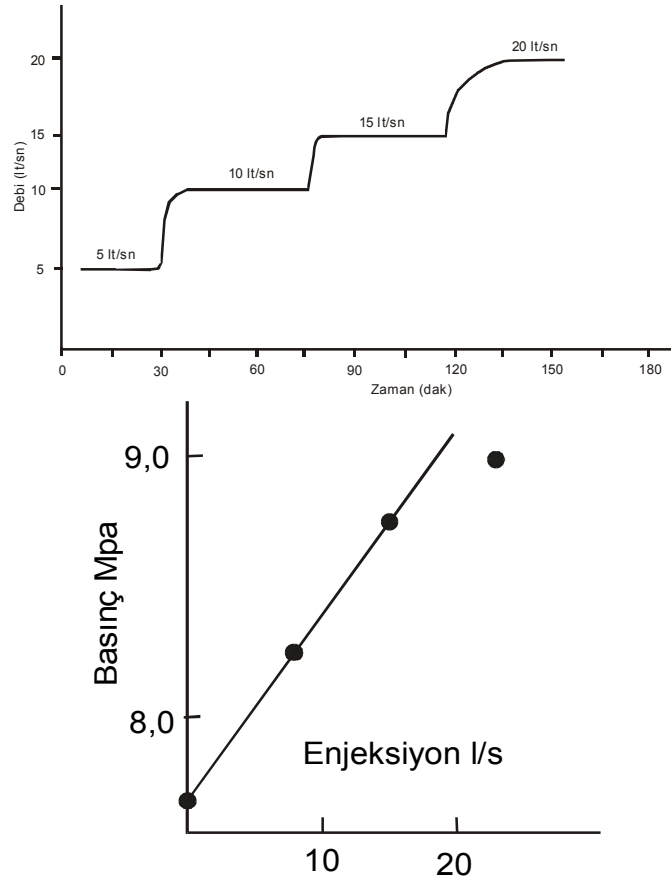 20 lt/sn
20
15 lt/sn
15
Debi (lt/sn)
10 lt/sn
10
5 lt/sn
5
0 30 60 90 120 150 180
Zaman (dak)
9,0
Basınç Mpa
8,0
Enjeksiyon l/s
10 20